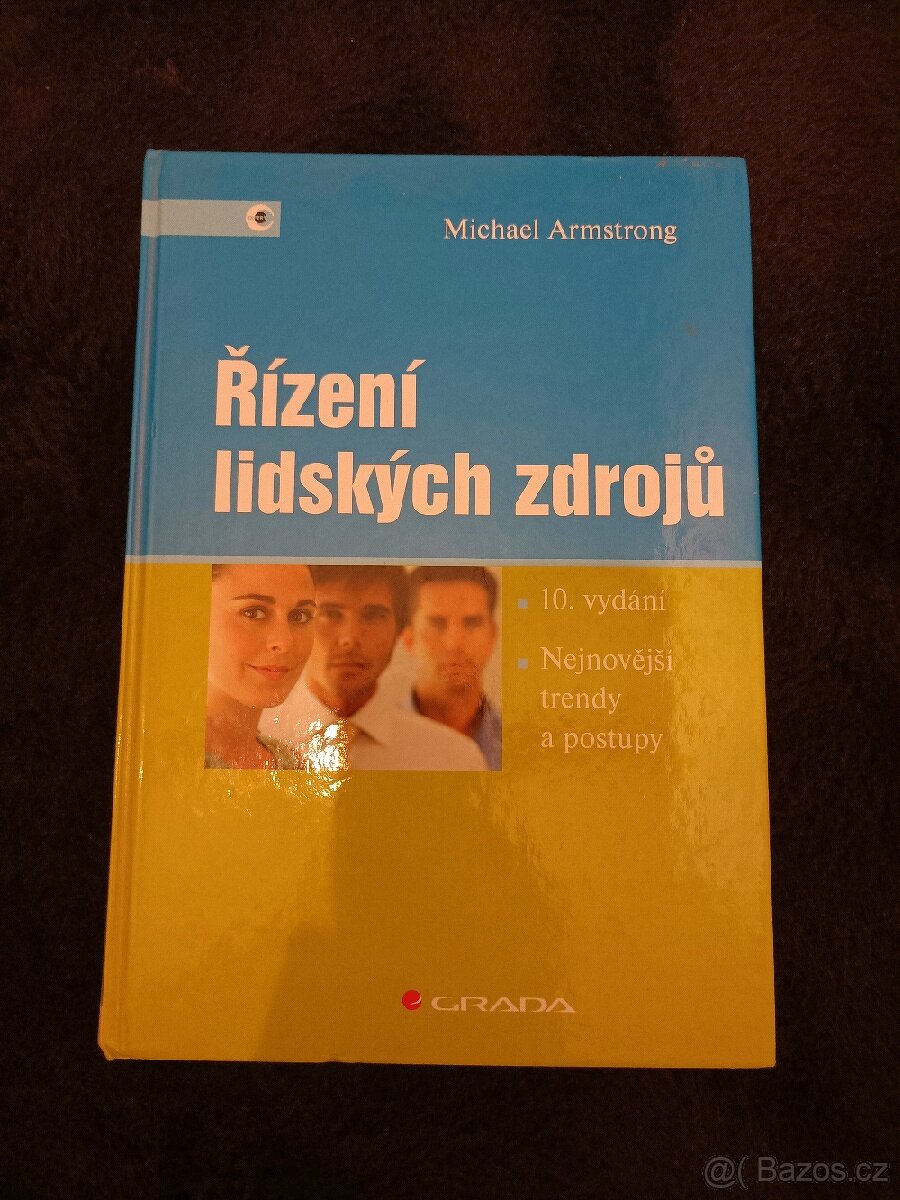 Michael Armstrong
Řízení
lidských zdrojů
10. vydání
Nejnovější
trendy
a postupy
GRADA
@( Bazos.cz